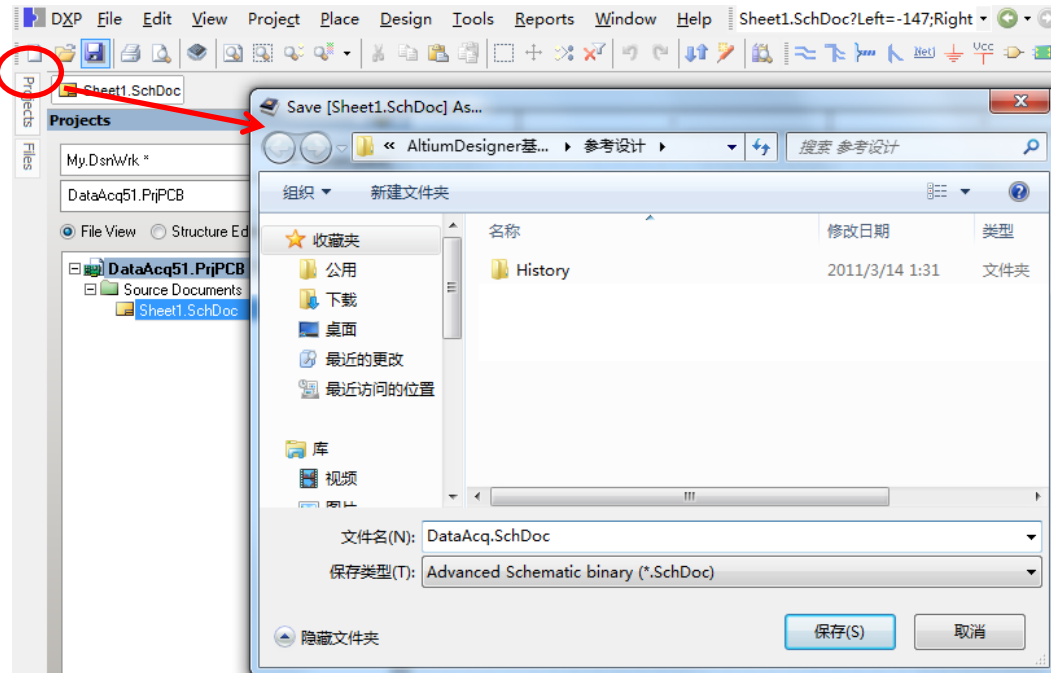 DXP File Edit View Project Place Design Tools Reports Window Help Sheet1.SchDoc?Left=-147;Right
Net1 Vcc
Projects
Files
Sheet1.SchDoc
Projects
My.DsnWrk *
DataAcq51.PrjPCB
File View Structure Ed
DataAcq51.PrjPCB
Source Documents
Sheet1.SchDoc
Save [Sheet1.SchDoc] As...
« AltiumDesigner基... 参考设计
搜索 参考设计
组织 新建文件夹
收藏夹
公用
下载
桌面
最近的更改
最近访问的位置
库
视频
图片
名称 修改日期 类型
History 2011/3/14 1:31 文件夹
文件名(N): DataAcq.SchDoc
保存类型(T): Advanced Schematic binary (*.SchDoc)
隐藏文件夹 保存(S) 取消